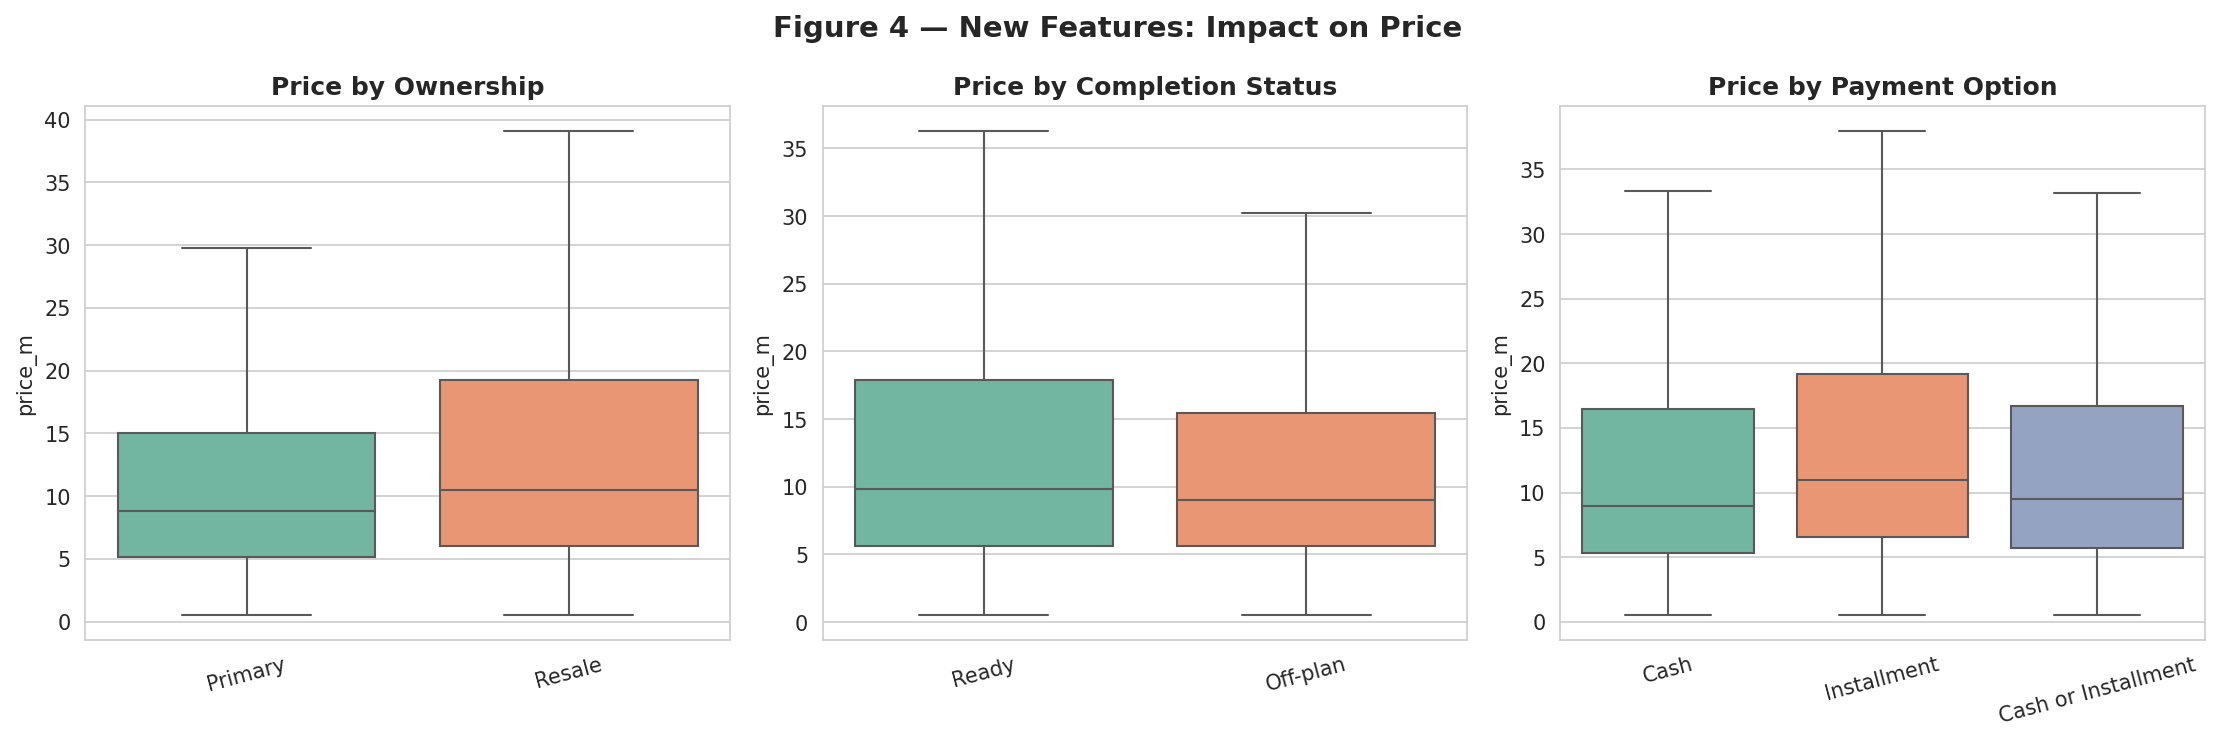 Figure 4 — New Features: Impact on Price
Price by Ownership
price_m
40
35
30
25
20
15
10
5
0
Primary
Resale
Price by Completion Status
price_m
35
30
25
20
15
10
5
0
Ready
Off-plan
Price by Payment Option
price_m
35
30
25
20
15
10
5
0
Cash
Installment
Cash or Installment